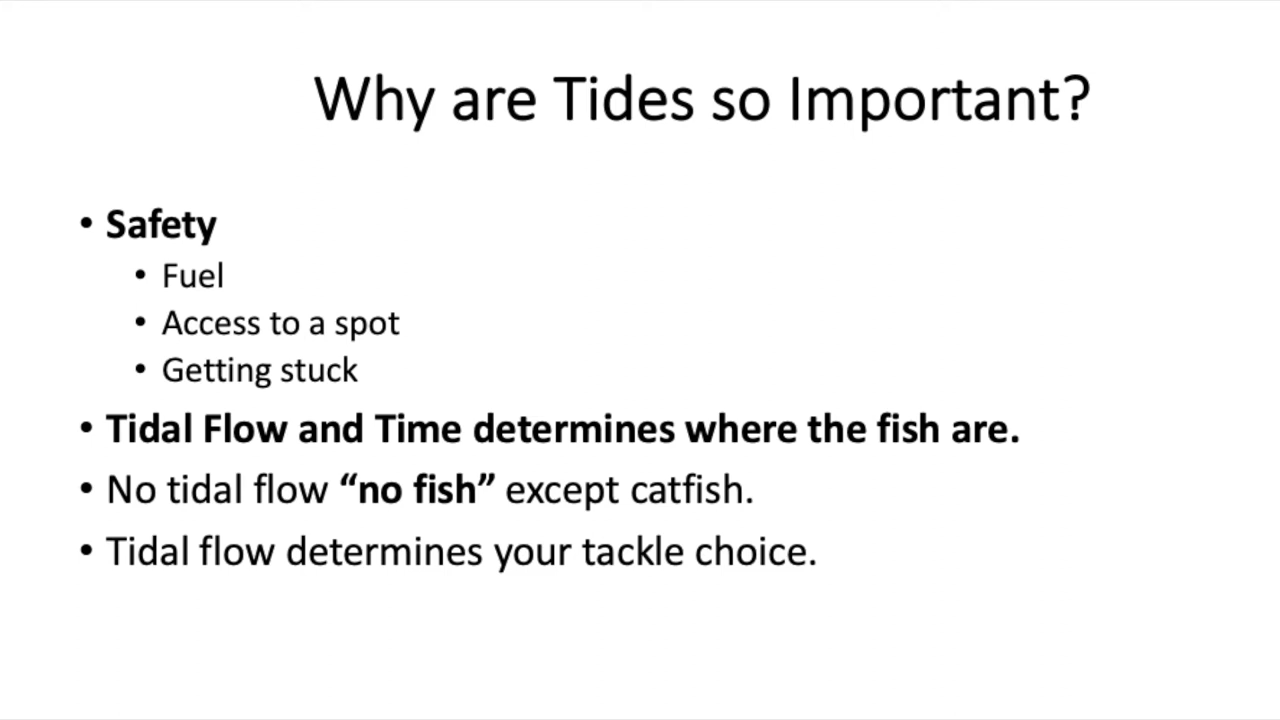 Why are Tides so Important?
• Safety
• Fuel
• Access to a spot
• Getting stuck
• Tidal Flow and Time determines where the fish are.
• No tidal flow “no fish” except catfish.
• Tidal flow determines your tackle choice.